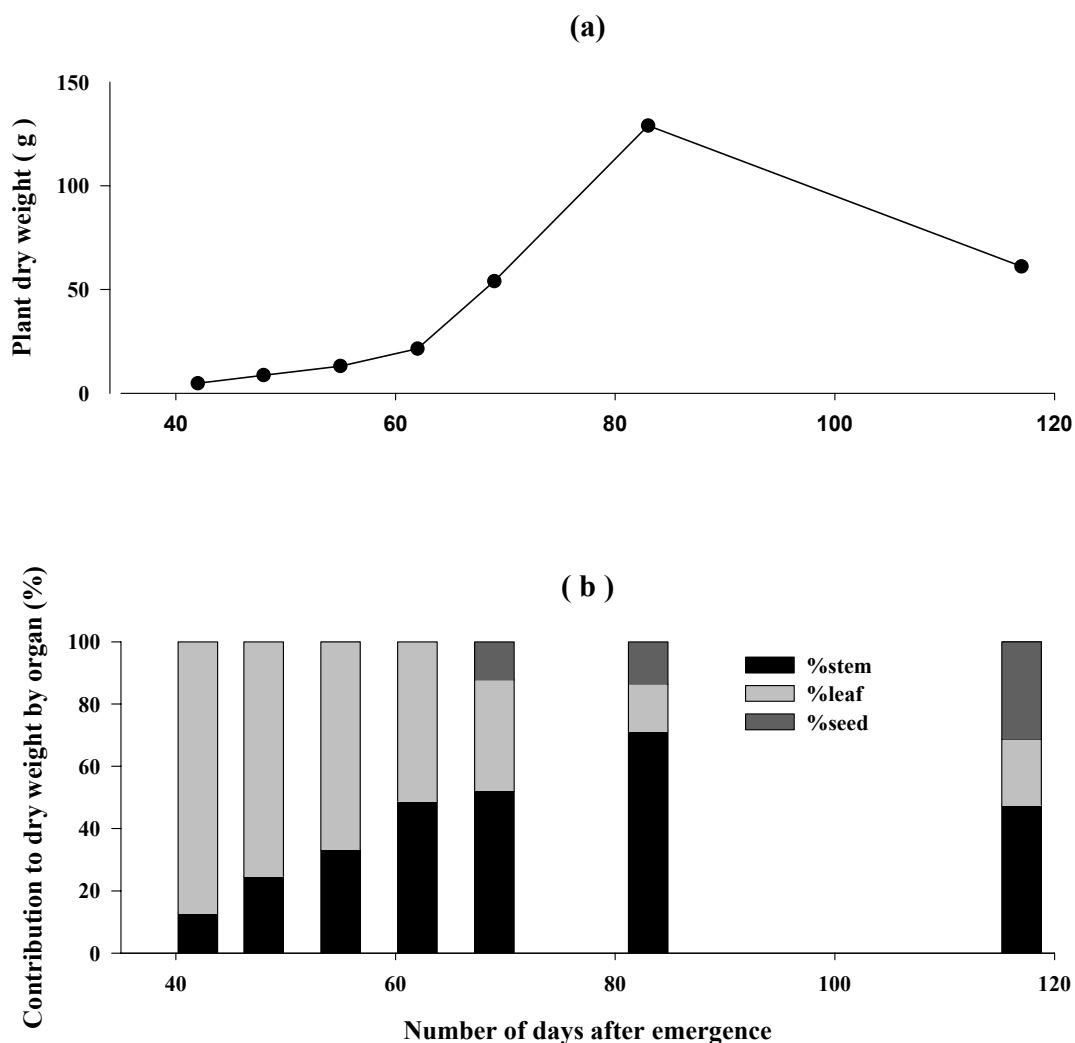 (a)
Plant dry weight ( g )
150
100
50
0
40 60 80 100 120
( b )
Contribution to dry weight by organ (%)
100
80
60
40
20
0
%stem
%leaf
%seed
40 60 80 100 120
Number of days after emergence